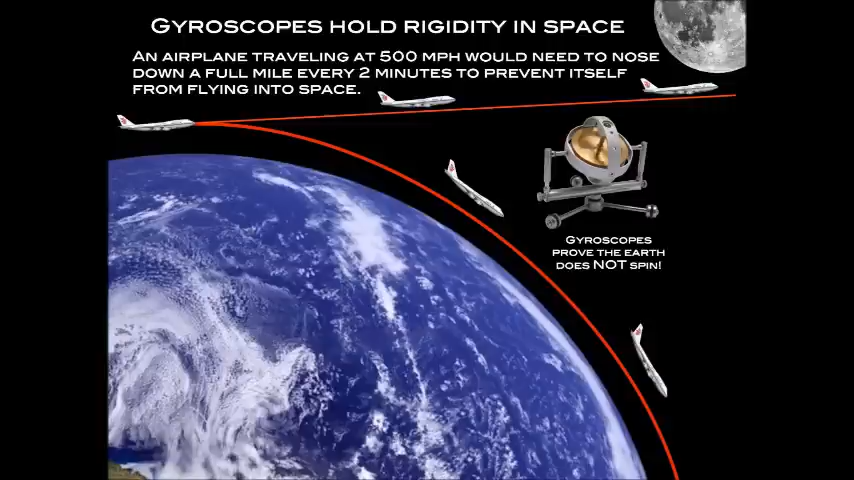 Gyroscopes hold rigidity in space
An airplane traveling at 500 mph would need to nose
down a full mile every 2 minutes to prevent itself
from flying into space.
Gyroscopes
prove the earth
does NOT spin!